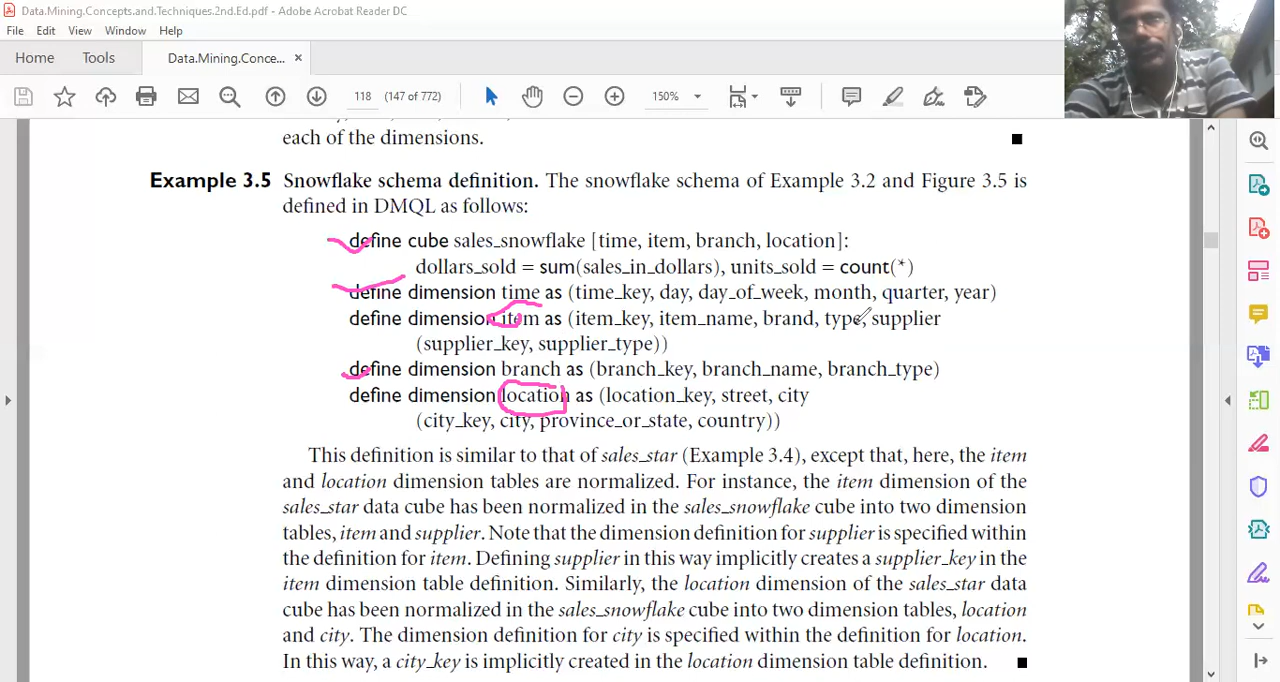 Data.Mining.Concepts.and.Techniques.2nd.Ed.pdf - Adobe Acrobat Reader DC
File Edit View Window Help
Home Tools Data.Mining.Conce... ×
118 (147 of 772) 150%
each of the dimensions. ■
Example 3.5 Snowflake schema definition. The snowflake schema of Example 3.2 and Figure 3.5 is
defined in DMQL as follows:
define cube sales_snowflake [time, item, branch, location]:
dollars_sold = sum(sales_in_dollars), units_sold = count(*)
define dimension time as (time_key, day, day_of_week, month, quarter, year)
define dimension item as (item_key, item_name, brand, type, supplier
(supplier_key, supplier_type))
define dimension branch as (branch_key, branch_name, branch_type)
define dimension location as (location_key, street, city
(city_key, city, province_or_state, country))
This definition is similar to that of sales_star (Example 3.4), except that, here, the item
and location dimension tables are normalized. For instance, the item dimension of the
sales_star data cube has been normalized in the sales_snowflake cube into two dimension
tables, item and supplier. Note that the dimension definition for supplier is specified within
the definition for item. Defining supplier in this way implicitly creates a supplier_key in the
item dimension table definition. Similarly, the location dimension of the sales_star data
cube has been normalized in the sales_snowflake cube into two dimension tables, location
and city. The dimension definition for city is specified within the definition for location.
In this way, a city_key is implicitly created in the location dimension table definition. ■